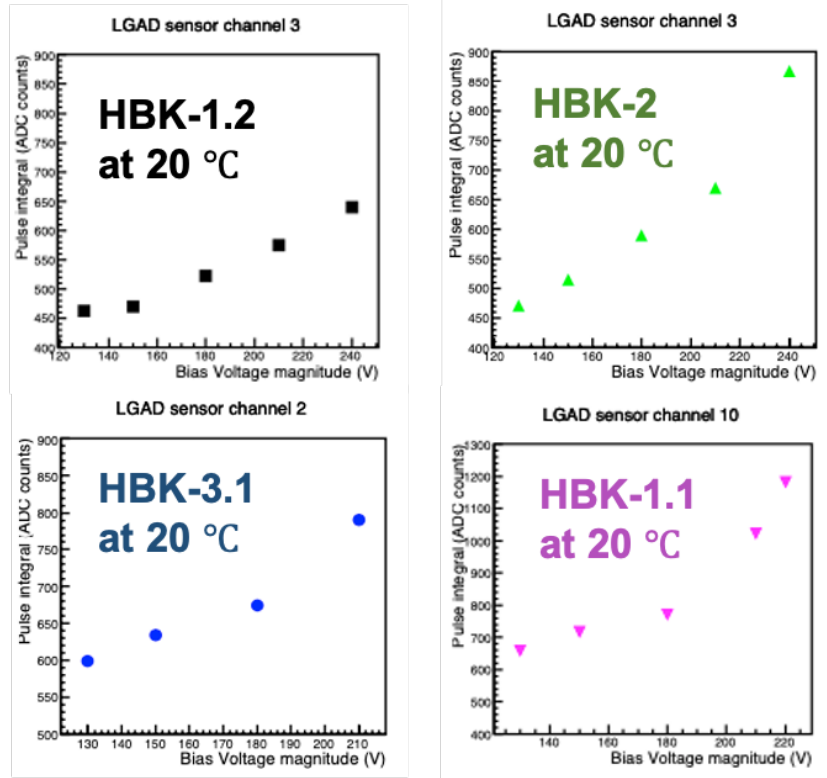 LGAD sensor channel 3
Pulse integral (ADC counts)
900
850
800
750
700
650
600
550
500
450
400
HBK-1.2
at 20 °C
120 140 160 180 200 220 240
Bias Voltage magnitude (V)
LGAD sensor channel 3
Pulse integral (ADC counts)
900
850
800
750
700
650
600
550
500
450
400
HBK-2
at 20 °C
120 140 160 180 200 220 240
Bias Voltage magnitude (V)
LGAD sensor channel 2
Pulse integral (ADC counts)
900
850
800
750
700
650
600
550
500
HBK-3.1
at 20 °C
130 140 150 160 170 180 190 200 210
Bias Voltage magnitude (V)
LGAD sensor channel 10
Pulse integral (ADC counts)
1300
1200
1100
1000
900
800
700
600
500
400
HBK-1.1
at 20 °C
140 160 180 200 220
Bias Voltage magnitude (V)